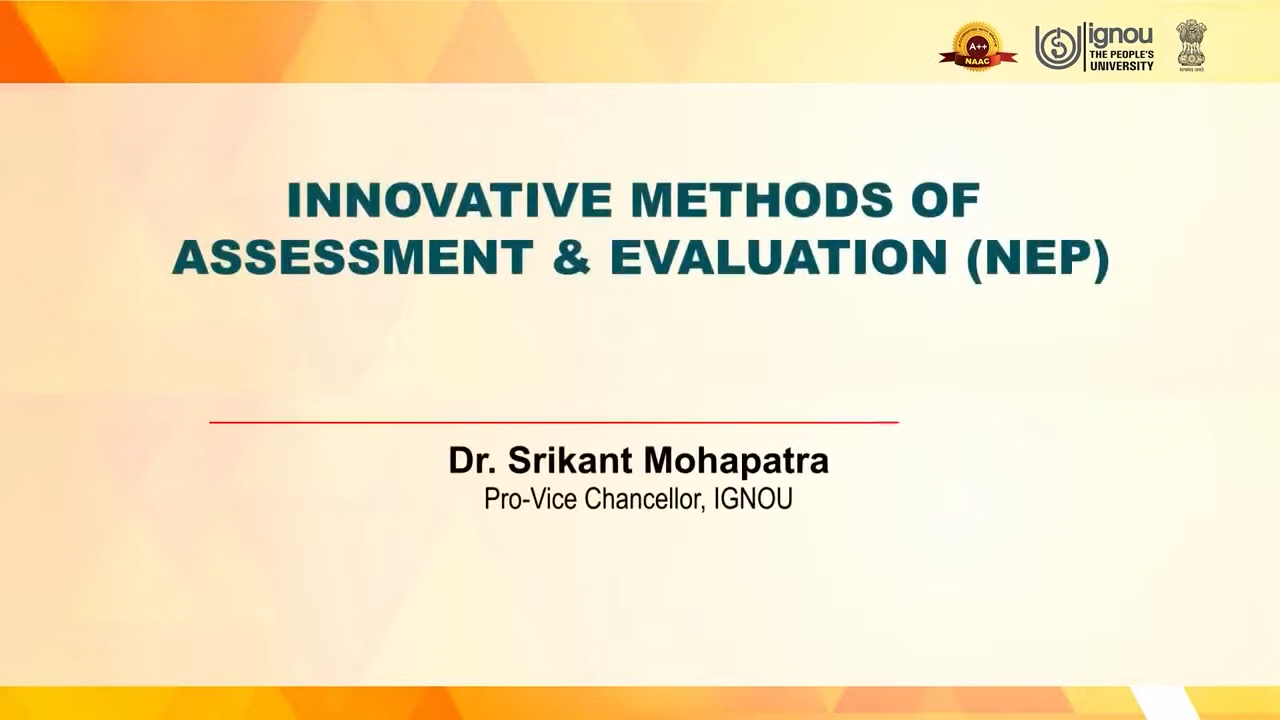 A++
NAAC
ignou
THE PEOPLE'S
UNIVERSITY
INNOVATIVE METHODS OF
ASSESSMENT & EVALUATION (NEP)
Dr. Srikant Mohapatra
Pro-Vice Chancellor, IGNOU